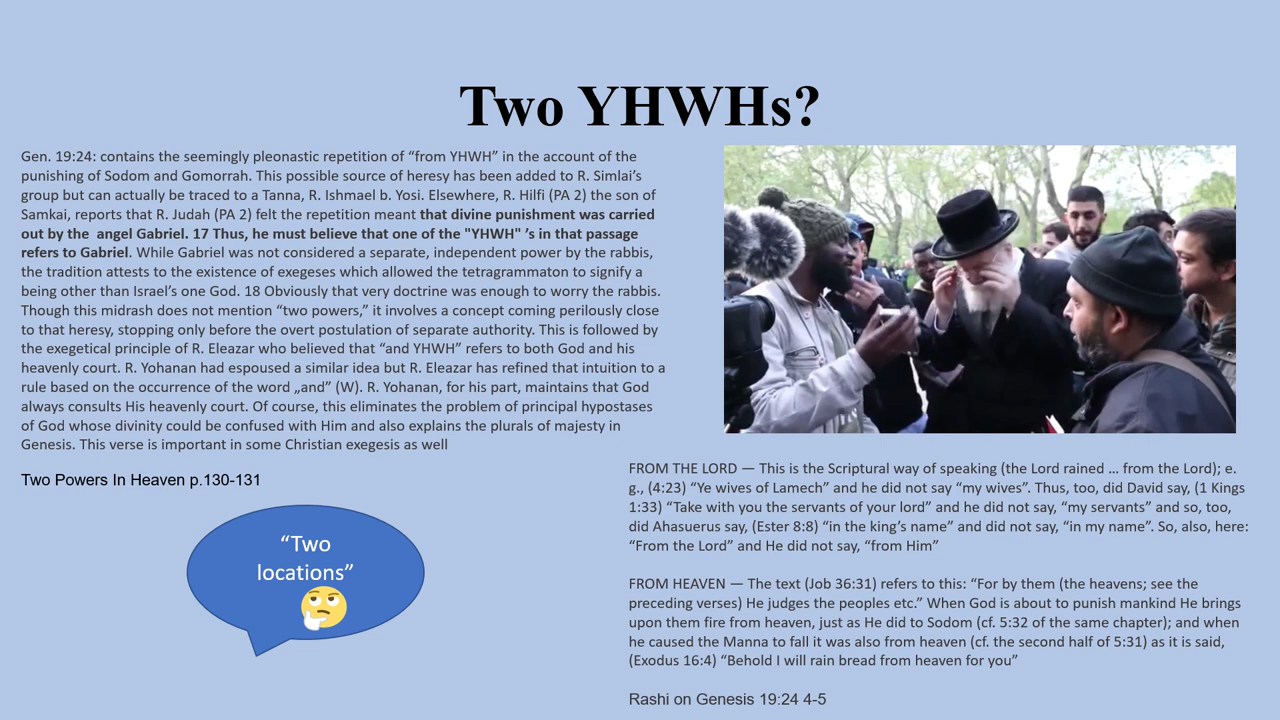 Two YHWHs?
Gen. 19:24: contains the seemingly pleonastic repetition of “from YHWH” in the account of the
punishing of Sodom and Gomorrah. This possible source of heresy has been added to R. Simlai’s
group but can actually be traced to a Tanna, R. Ishmael b. Yosi. Elsewhere, R. Hilfi (PA 2) the son of
Samkai, reports that R. Judah (PA 2) felt the repetition meant that divine punishment was carried
out by the angel Gabriel. 17 Thus, he must believe that one of the "YHWH" ’s in that passage
refers to Gabriel. While Gabriel was not considered a separate, independent power by the rabbis,
the tradition attests to the existence of exegeses which allowed the tetragrammaton to signify a
being other than Israel’s one God. 18 Obviously that very doctrine was enough to worry the rabbis.
Though this midrash does not mention “two powers,” it involves a concept coming perilously close
to that heresy, stopping only before the overt postulation of separate authority. This is followed by
the exegetical principle of R. Eleazar who believed that “and YHWH” refers to both God and his
heavenly court. R. Yohanan had espoused a similar idea but R. Eleazar has refined that intuition to a
rule based on the occurrence of the word „and” (W). R. Yohanan, for his part, maintains that God
always consults His heavenly court. Of course, this eliminates the problem of principal hypostases
of God whose divinity could be confused with Him and also explains the plurals of majesty in
Genesis. This verse is important in some Christian exegesis as well
Two Powers In Heaven p.130-131
“Two
locations”
FROM THE LORD — This is the Scriptural way of speaking (the Lord rained … from the Lord); e.
g., (4:23) “Ye wives of Lamech” and he did not say “my wives”. Thus, too, did David say, (1 Kings
1:33) “Take with you the servants of your lord” and he did not say, “my servants” and so, too,
did Ahasuerus say, (Ester 8:8) “in the king’s name” and did not say, “in my name”. So, also, here:
“From the Lord” and He did not say, “from Him”
FROM HEAVEN — The text (Job 36:31) refers to this: “For by them (the heavens; see the
preceding verses) He judges the peoples etc.” When God is about to punish mankind He brings
upon them fire from heaven, just as He did to Sodom (cf. 5:32 of the same chapter); and when
he caused the Manna to fall it was also from heaven (cf. the second half of 5:31) as it is said,
(Exodus 16:4) “Behold I will rain bread from heaven for you”
Rashi on Genesis 19:24 4-5